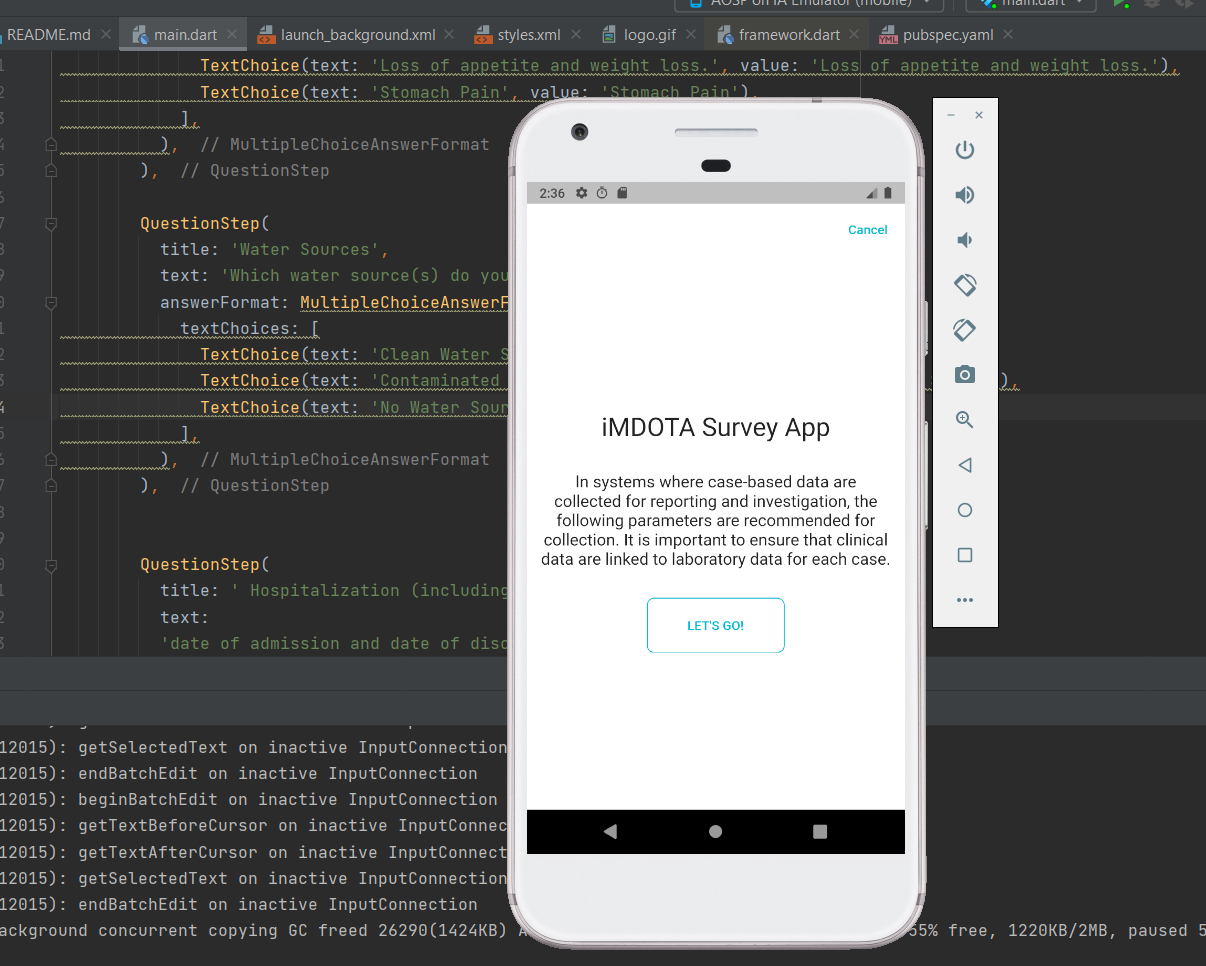 AOSP on IA Emulator (mobile)
main.dart
README.md
main.dart
launch_background.xml
styles.xml
logo.gif
framework.dart
pubspec.yaml
TextChoice(text: 'Loss of appetite and weight loss.', value: 'Loss of appetite and weight loss.'),
TextChoice(text: 'Stomach Pain', value: 'Stomach Pain'),
],
), // MultipleChoiceAnswerFormat
), // QuestionStep
QuestionStep(
title: 'Water Sources',
text: 'Which water source(s) do you
answerFormat: MultipleChoiceAnswerF
textChoices: [
TextChoice(text: 'Clean Water S
TextChoice(text: 'Contaminated ),
TextChoice(text: 'No Water Sour
],
), // MultipleChoiceAnswerFormat
), // QuestionStep
QuestionStep(
title: ' Hospitalization (including
text:
'date of admission and date of disc
12015): getSelectedText on inactive InputConnection
12015): endBatchEdit on inactive InputConnection
12015): beginBatchEdit on inactive InputConnection
12015): getTextBeforeCursor on inactive InputConnec
12015): getTextAfterCursor on inactive InputConnect
12015): getSelectedText on inactive InputConnection
12015): endBatchEdit on inactive InputConnection
ackground concurrent copying GC freed 26290(1424KB) A 55% free, 1220KB/2MB, paused 5
2:36
Cancel
iMDOTA Survey App
In systems where case-based data are
collected for reporting and investigation, the
following parameters are recommended for
collection. It is important to ensure that clinical
data are linked to laboratory data for each case.
LET'S GO!